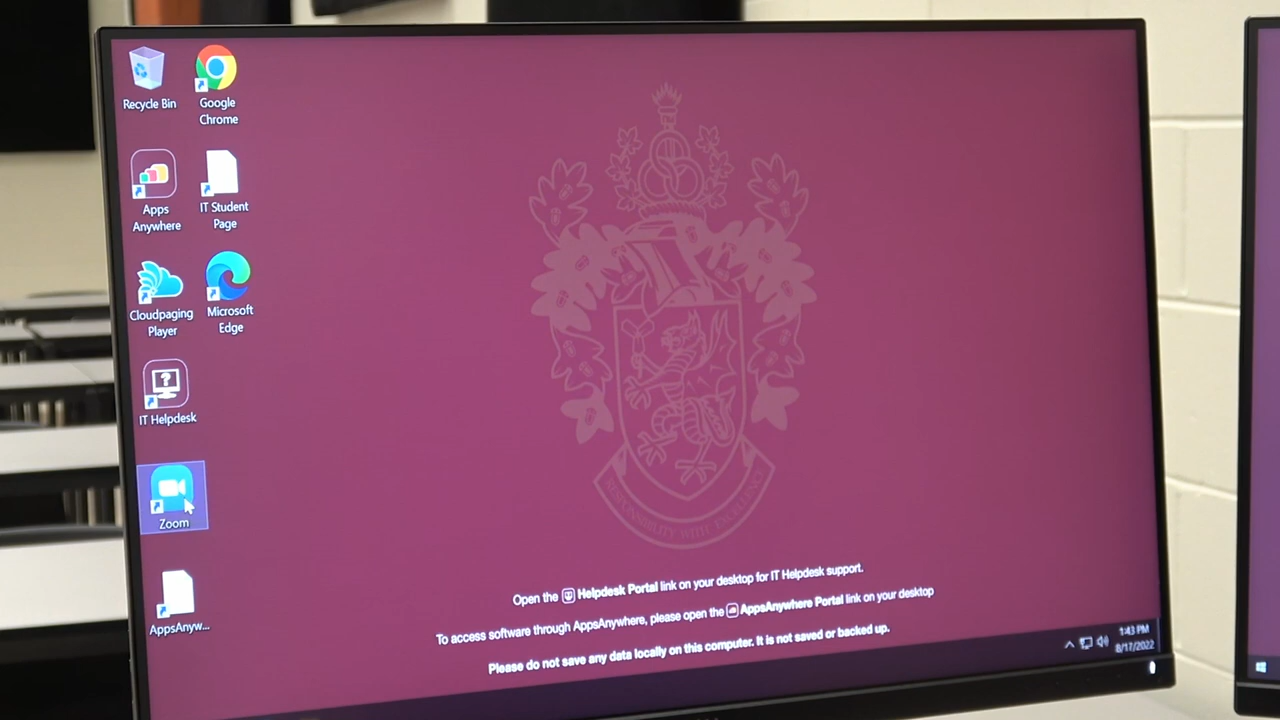 Recycle Bin
Google
Chrome
Apps
Anywhere
IT Student
Page
Cloudpaging
Player
Microsoft
Edge
IT Helpdesk
Zoom
AppsAnyw...
RESPONSIBILITY WITH EXCELLENCE
Open the Helpdesk Portal link on your desktop for IT Helpdesk support.
To access software through AppsAnywhere, please open the AppsAnywhere Portal link on your desktop
Please do not save any data locally on this computer. It is not saved or backed up.
1:43 PM
8/17/2022